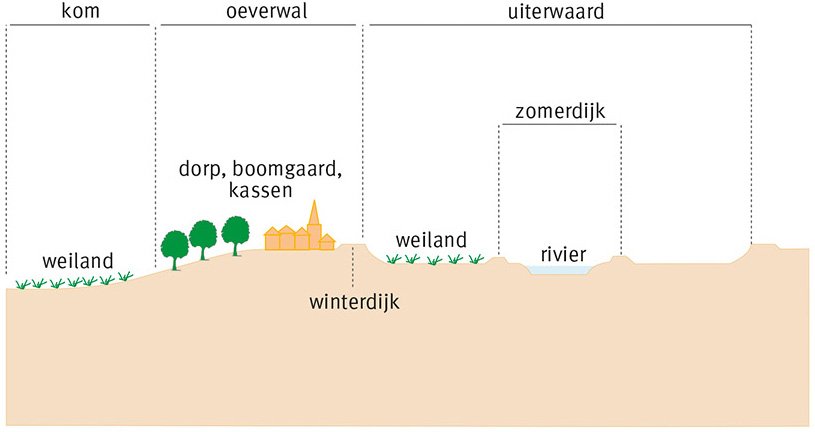 kom
oeverwal
uiterwaard
zomerdijk
dorp, boomgaard,
kassen
weiland
weiland
rivier
winterdijk